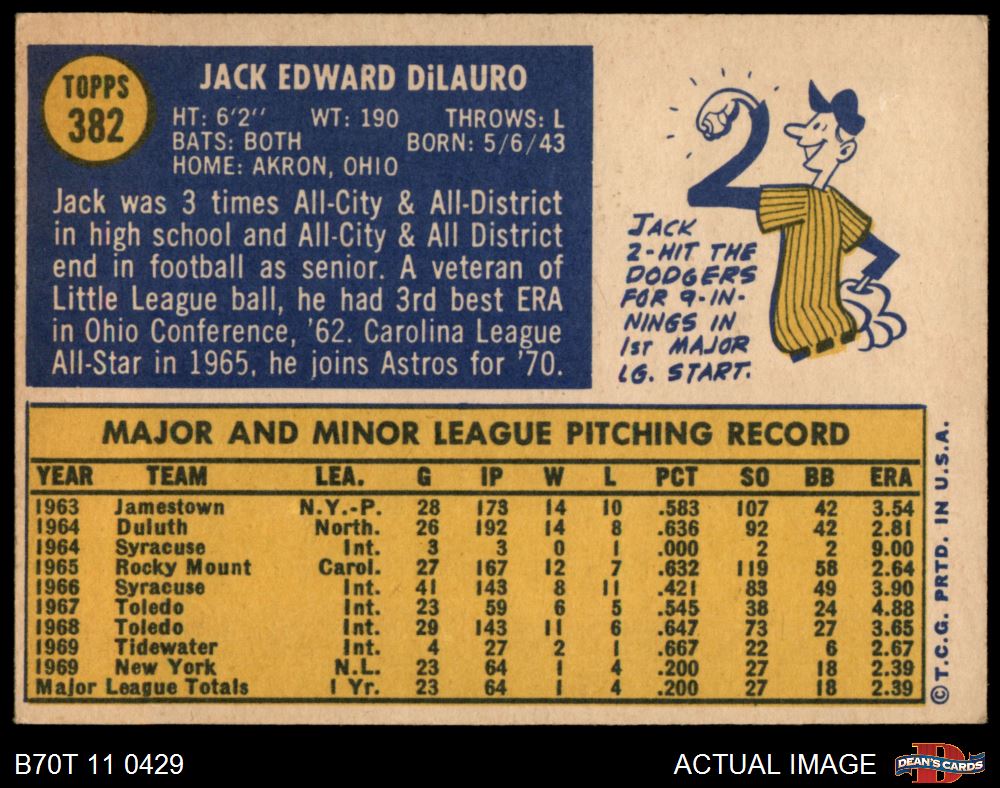 TOPPS
382
JACK EDWARD DiLAURO
HT: 6'2" WT: 190 THROWS: L
BATS: BOTH BORN: 5/6/43
HOME: AKRON, OHIO
Jack was 3 times All-City & All-District
in high school and All-City & All District
end in football as senior. A veteran of
Little League ball, he had 3rd best ERA
in Ohio Conference, '62. Carolina League
All-Star in 1965, he joins Astros for '70.
2
JACK
2-HIT THE
DODGERS
FOR 9-IN-
NINGS IN
1ST MAJOR
LG. START.
MAJOR AND MINOR LEAGUE PITCHING RECORD
YEAR TEAM LEA. G IP W L PCT SO BB ERA
1963 Jamestown N.Y.-P. 28 173 14 10 .583 107 42 3.54
1964 Duluth North. 26 192 14 8 .636 92 42 2.81
1964 Syracuse Int. 3 3 0 1 .000 2 2 9.00
1965 Rocky Mount Carol. 27 167 12 7 .632 119 58 2.64
1966 Syracuse Int. 41 143 8 11 .421 83 49 3.90
1967 Toledo Int. 23 59 6 5 .545 38 24 4.88
1968 Toledo Int. 29 143 11 6 .647 73 27 3.65
1969 Tidewater Int. 4 27 2 1 .667 22 6 2.67
1969 New York N.L. 23 64 1 4 .200 27 18 2.39
Major League Totals 1 Yr. 23 64 1 4 .200 27 18 2.39
© T.C.G. PRTD. IN U.S.A.
B70T 11 0429
ACTUAL IMAGE
D
DEAN'S CARDS